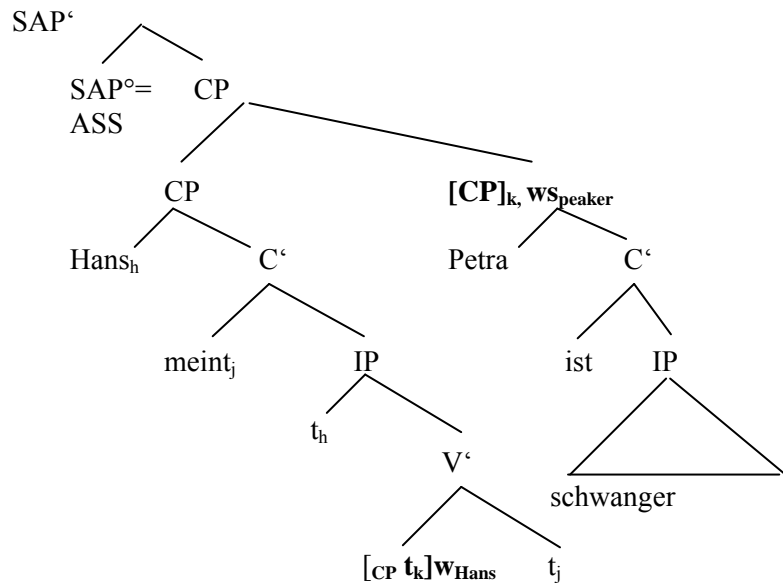 SAP‘
SAP°= CP
ASS
CP [CP]k, wspeaker
Hansh C‘ Petra C‘
meintj IP ist IP
th
V‘ schwanger
[CP tk]wHans tj